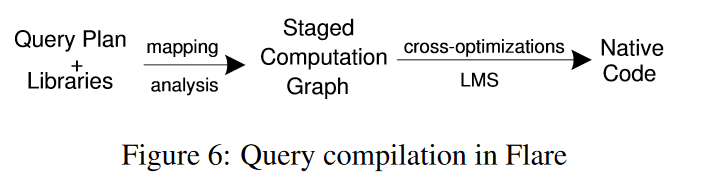 Query Plan
+
Libraries
mapping
analysis
Staged
Computation
Graph
cross-optimizations
LMS
Native
Code
Figure 6: Query compilation in Flare